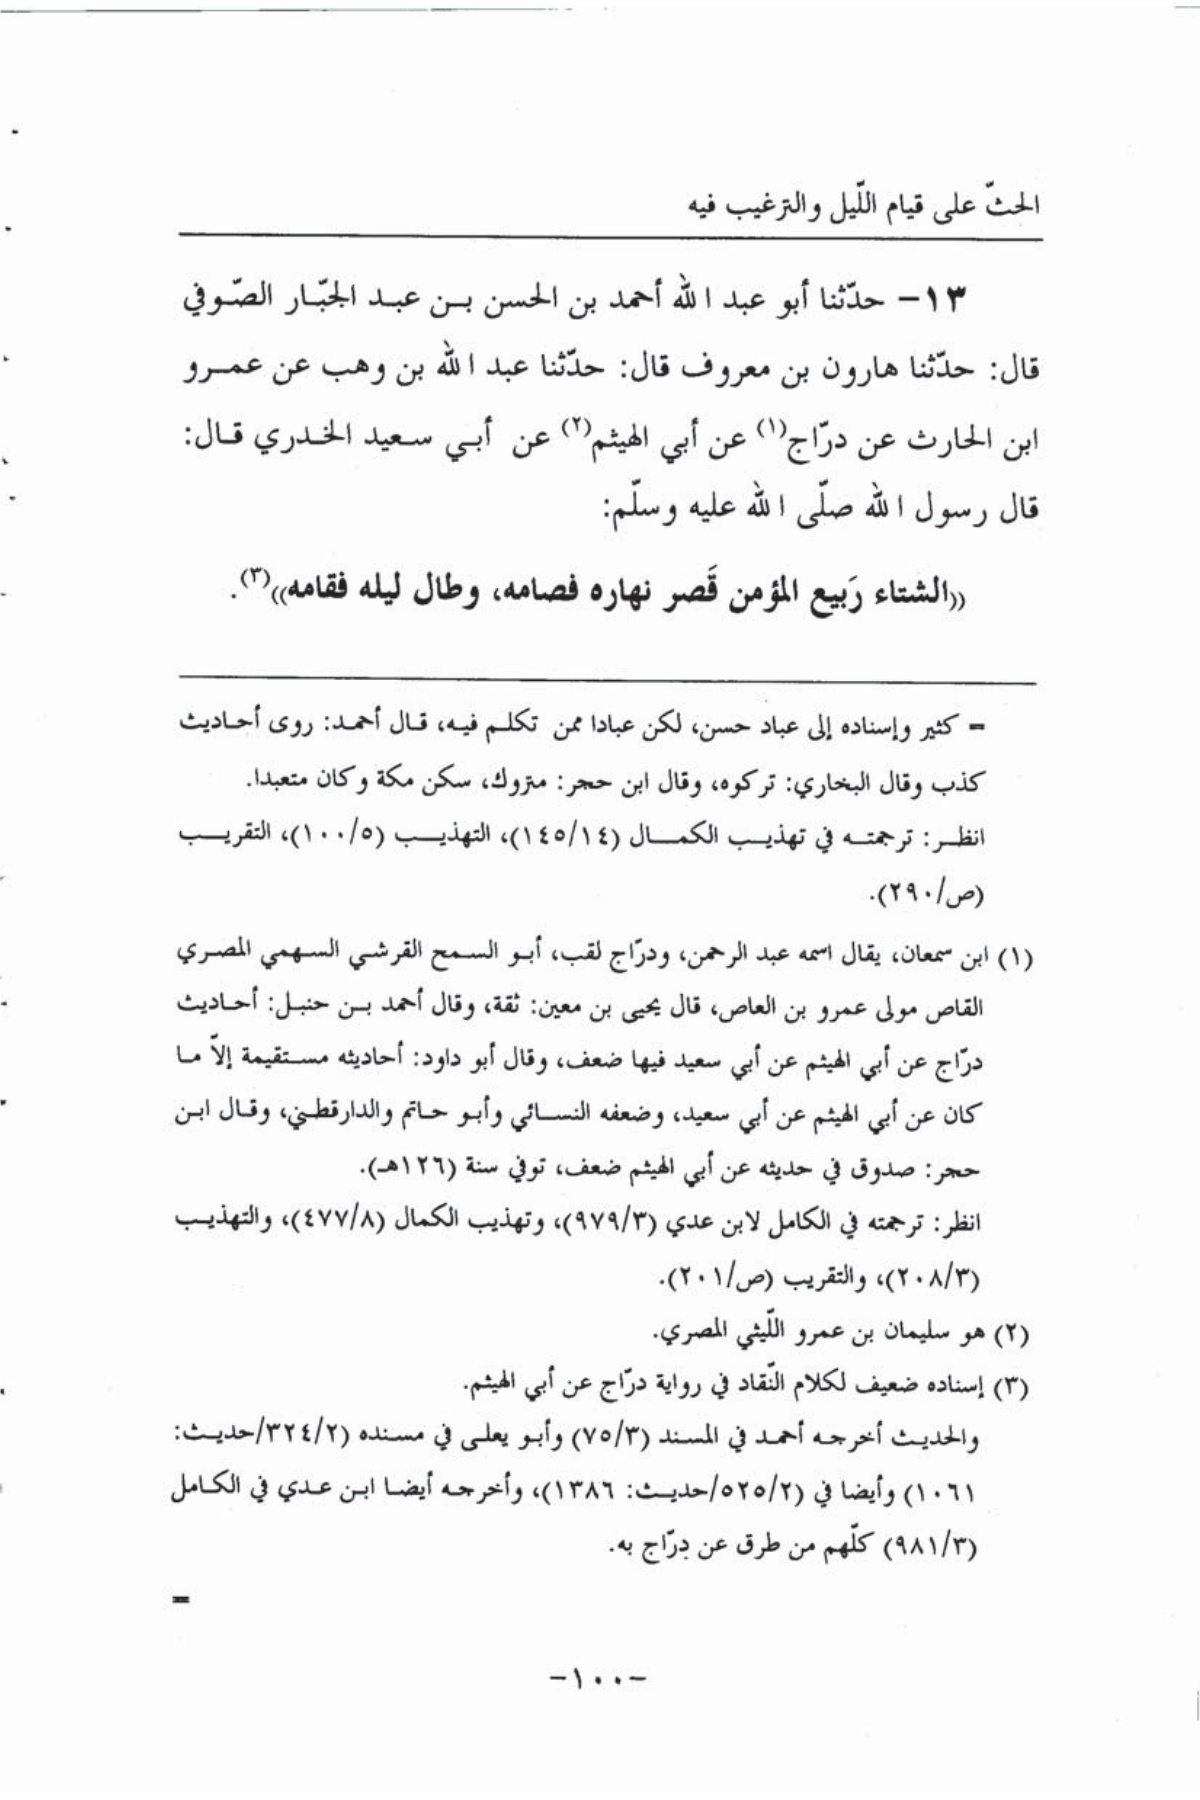 الحثّ على قيام اللّيل والترغيب فيه
١٣- حدّثنا أبو عبد الله أحمد بن الحسن بن عبد الجبّار الصّوفي
قال: حدّثنا هارون بن معروف قال: حدّثنا عبد الله بن وهب عن عمرو
ابن الحارث عن درّاج(١) عن أبي الهيثم(٢) عن أبي سعيد الخدري قال:
قال رسول الله صلّى الله عليه وسلّم:
((الشتاء رَبيع المؤمن قَصر نهاره فصامه، وطال ليله فقامه))(٣).
= كثير وإسناده إلى عباد حسن، لكن عبادا ممن تكلم فيه، قال أحمد: روى أحاديث
كذب وقال البخاري: تركوه، وقال ابن حجر: متروك، سكن مكة وكان متعبدا.
انظر: ترجمته في تهذيب الكمال (١٤٥/١٤)، التهذيب (١٠٠/٥)، التقريب
(ص/٢٩٠).
(١) ابن سمعان، يقال اسمه عبد الرحمن، ودرّاج لقب، أبو السمح القرشي السهمي المصري
القاص مولى عمرو بن العاص، قال يحيى بن معين: ثقة، وقال أحمد بن حنبل: أحاديث
درّاج عن أبي الهيثم عن أبي سعيد فيها ضعف، وقال أبو داود: أحاديثه مستقيمة إلاّ ما
كان عن أبي الهيثم عن أبي سعيد، وضعفه النسائي وأبو حاتم والدارقطني، وقال ابن
حجر: صدوق في حديثه عن أبي الهيثم ضعف، توفي سنة (١٢٦هـ).
انظر: ترجمته في الكامل لابن عدي (٩٧٩/٣)، وتهذيب الكمال (٤٧٧/٨)، والتهذيب
(٢٠٨/٣)، والتقريب (ص/٢٠١).
(٢) هو سليمان بن عمرو اللّيثي المصري.
(٣) إسناده ضعيف لكلام النّقاد في رواية درّاج عن أبي الهيثم.
والحديث أخرجه أحمد في المسند (٧٥/٣) وأبو يعلى في مسنده (٣٢٤/٢/حديث:
١٠٦١) وأيضا في (٥٢٥/٢/حديث: ١٣٨٦)، وأخرجه أيضا ابن عدي في الكامل
(٩٨١/٣) كلّهم من طرق عن درّاج به.
=
-١٠٠-